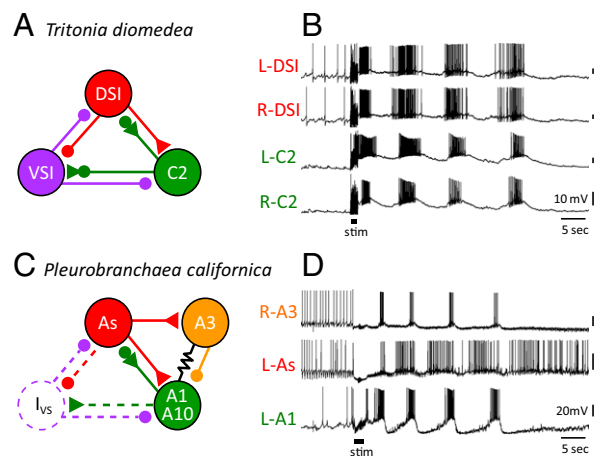 A Tritonia diomedea
DSI
VSI
C2
B
L-DSI
R-DSI
L-C2
R-C2
10 mV
5 sec
stim
C Pleurobranchaea californica
As
A3
IVS
A1
A10
D
R-A3
L-As
L-A1
20mV
5 sec
stim